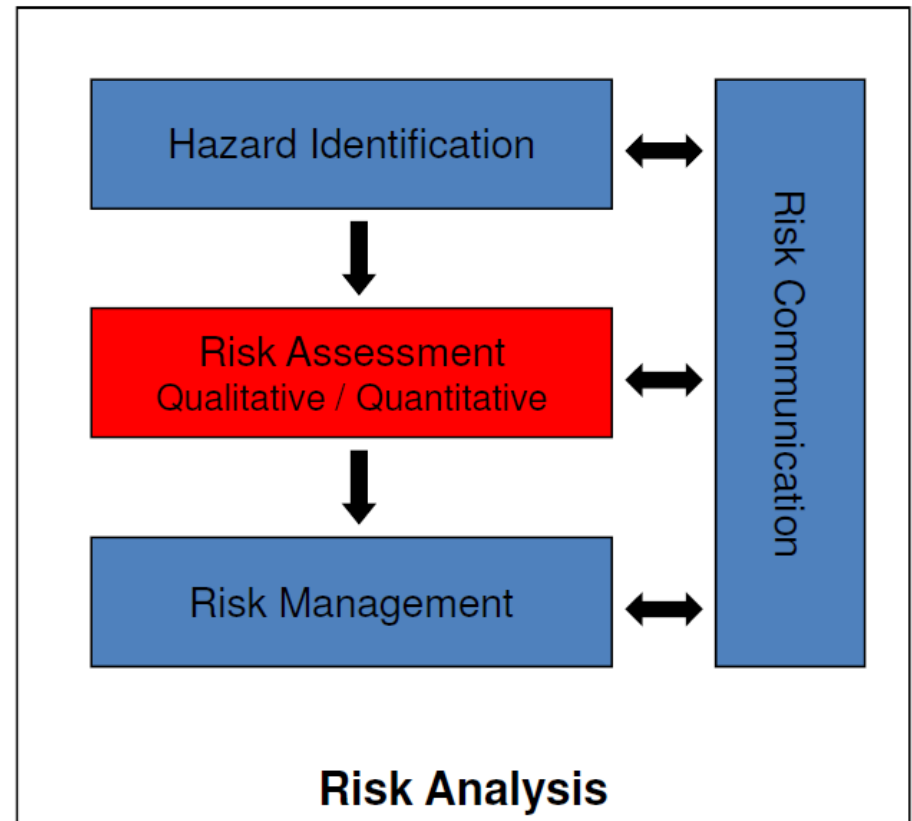 Hazard Identification
Risk Assessment
Qualitative / Quantitative
Risk Management
Risk Communication
Risk Analysis